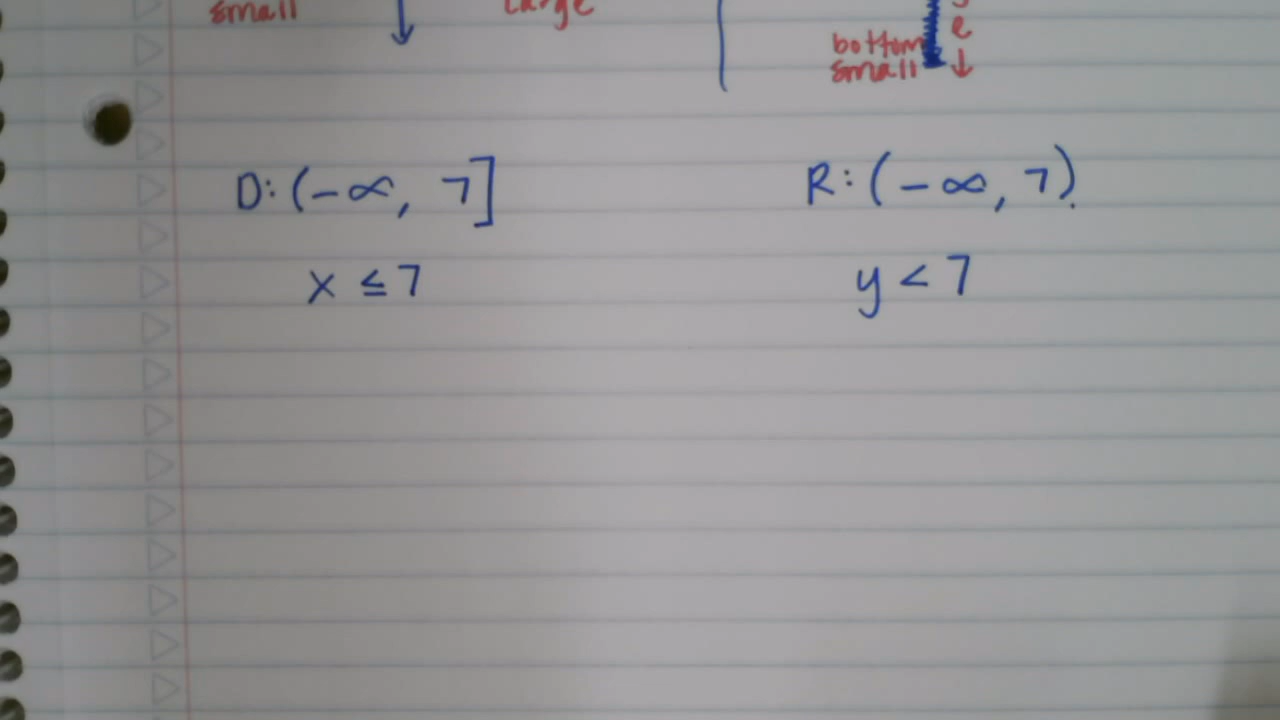 small
large
bottom
small
e
D: (-∞, 7]
R: (-∞, 7)
x ≤ 7
y < 7